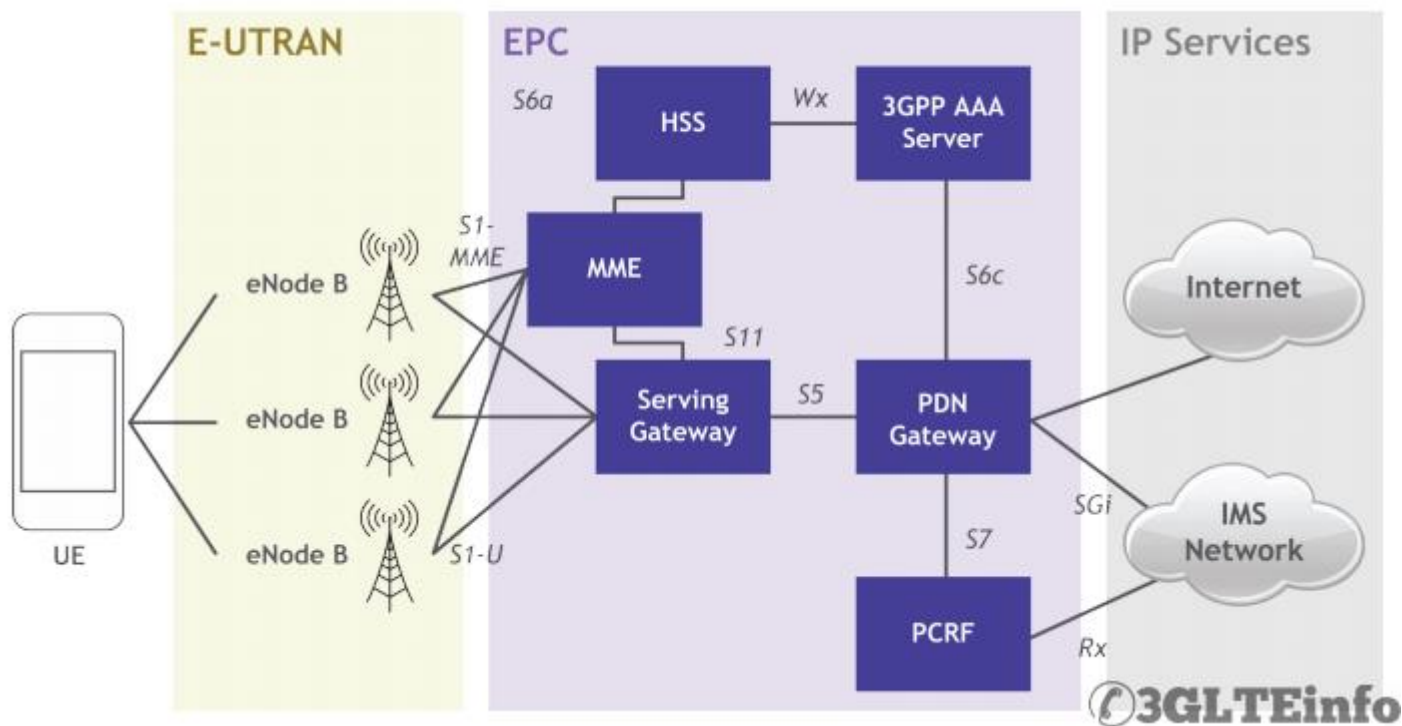 E-UTRAN
EPC
IP Services
S6a
HSS
Wx
3GPP AAA
Server
S1-
MME
MME
eNode B
S6c
Internet
S11
Serving
Gateway
S5
PDN
Gateway
eNode B
SGi
IMS
Network
S7
eNode B
S1-U
UE
PCRF
Rx
3GLTEinfo